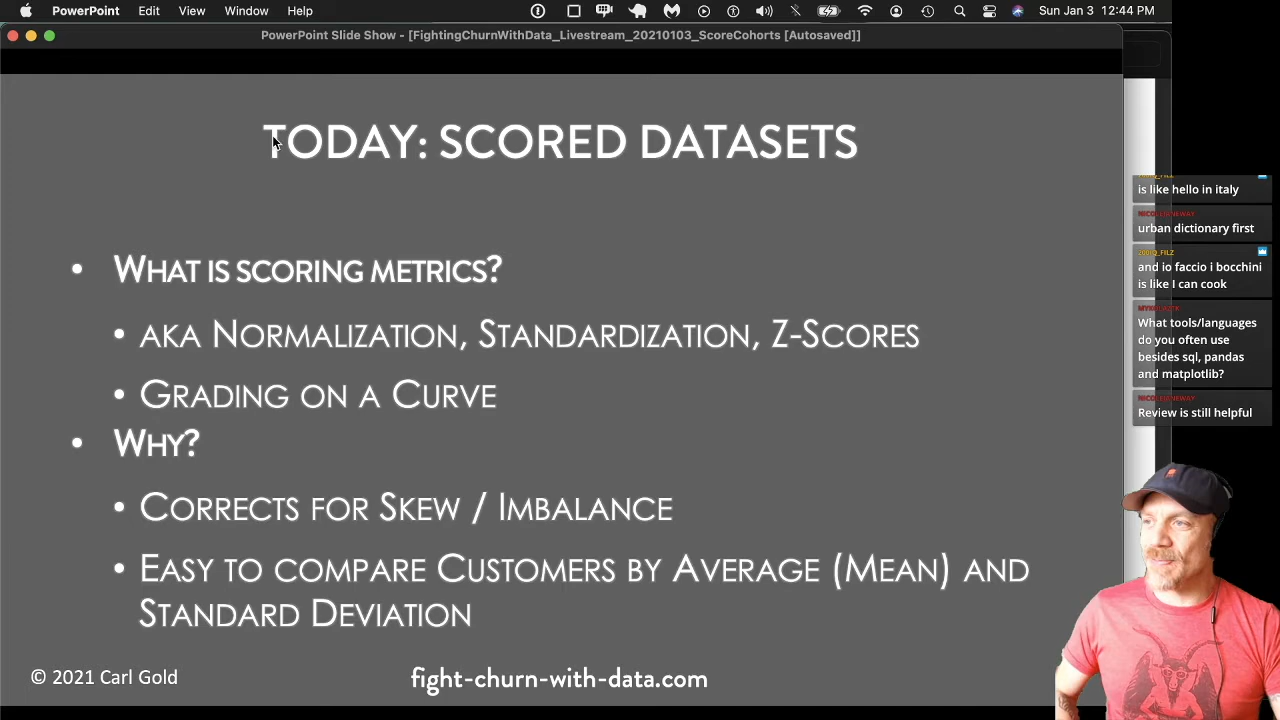 PowerPoint File Edit View Window Help Sun Jan 3 12:44 PM
PowerPoint Slide Show - [FightingChurnWithData_Livestream_20210103_ScoreCohorts [Autosaved]]
TODAY: SCORED DATASETS
WHAT IS SCORING METRICS?
AKA NORMALIZATION, STANDARDIZATION, Z-SCORES
GRADING ON A CURVE
WHY?
CORRECTS FOR SKEW / IMBALANCE
EASY TO COMPARE CUSTOMERS BY AVERAGE (MEAN) AND
STANDARD DEVIATION
© 2021 Carl Gold
fight-churn-with-data.com
is like hello in italy
urban dictionary first
and io faccio i bocchini
is like I can cook
What tools/languages
do you often use
besides sql, pandas
and matplotlib?
Review is still helpful